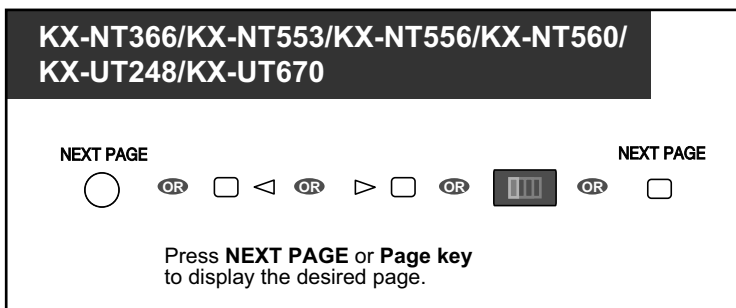 KX-NT366/KX-NT553/KX-NT556/KX-NT560/
KX-UT248/KX-UT670
NEXT PAGE NEXT PAGE
OR OR OR OR
Press NEXT PAGE or Page key
to display the desired page.